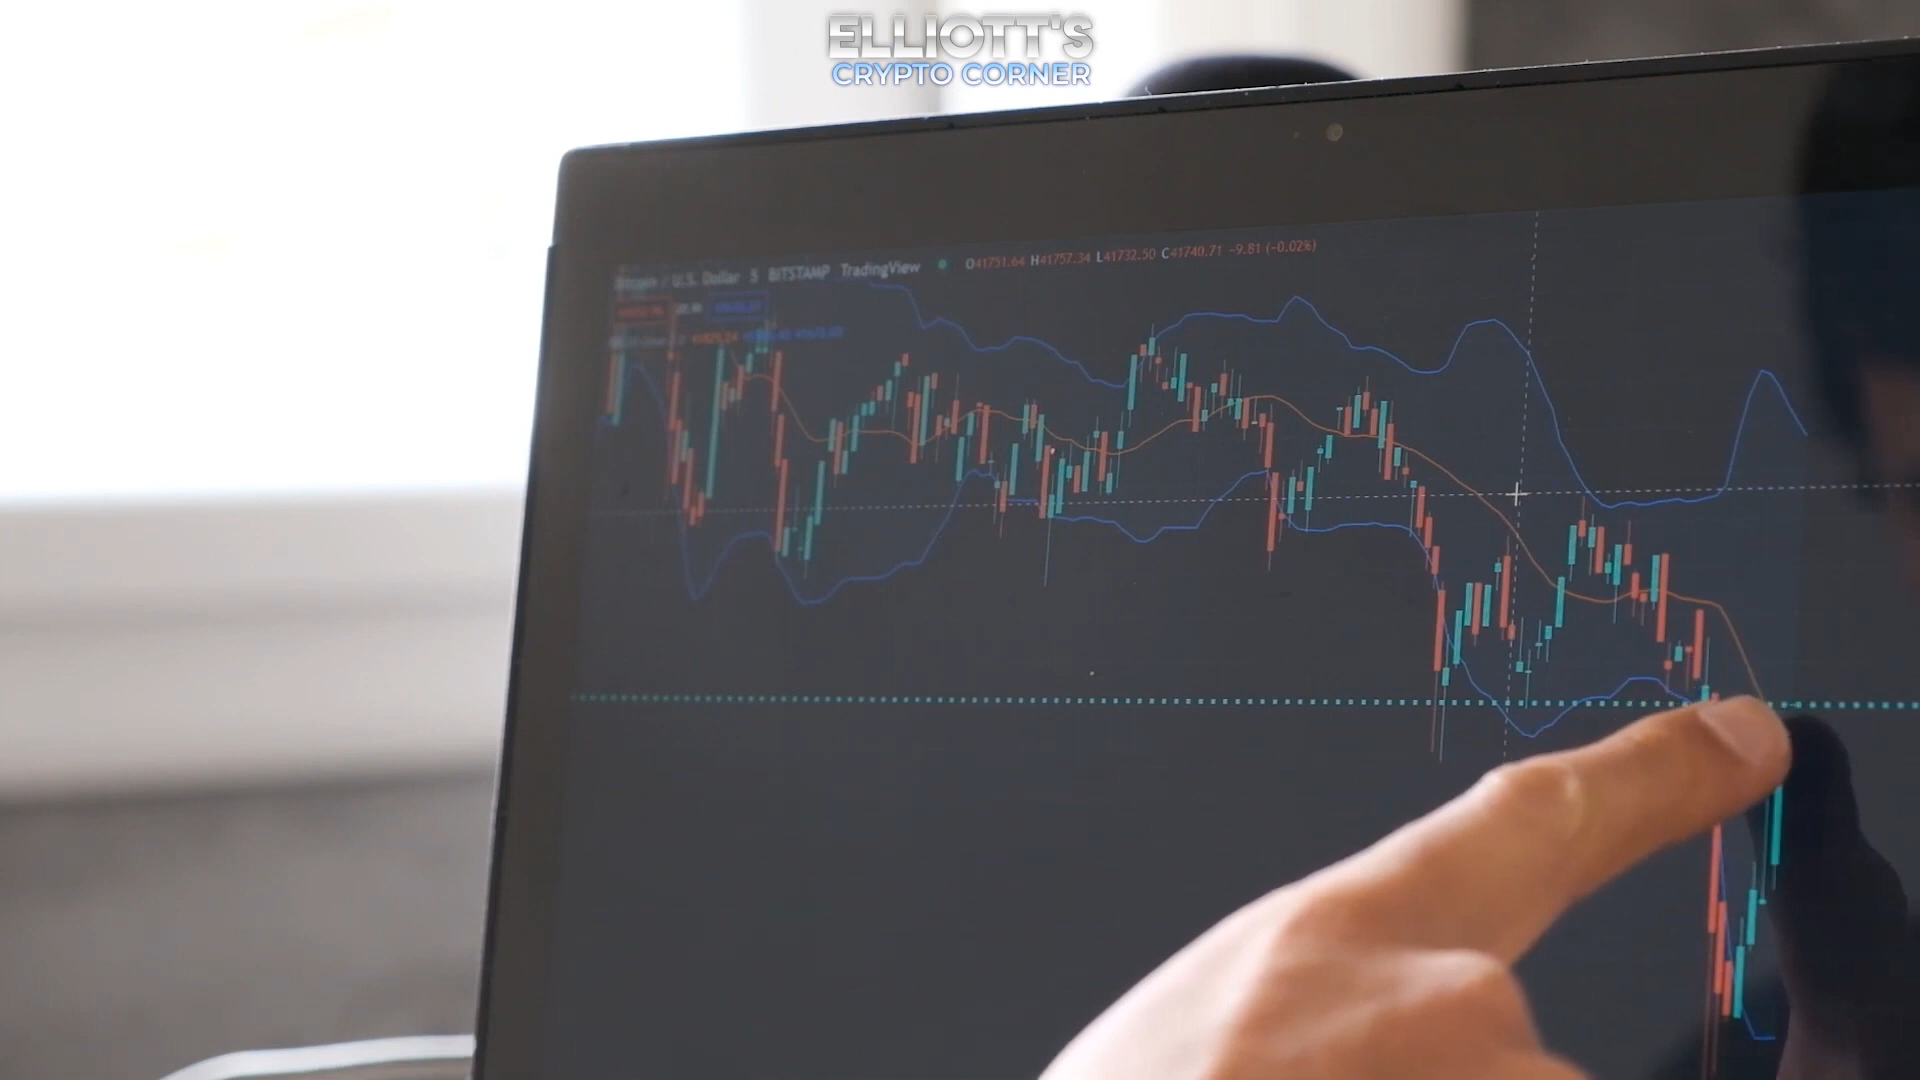 ELLIOTT'S
CRYPTO CORNER
Bitcoin / U.S. Dollar 5 BITSTAMP TradingView O41751.64 H41757.34 L41732.50 C41740.71 −9.81 (−0.02%)